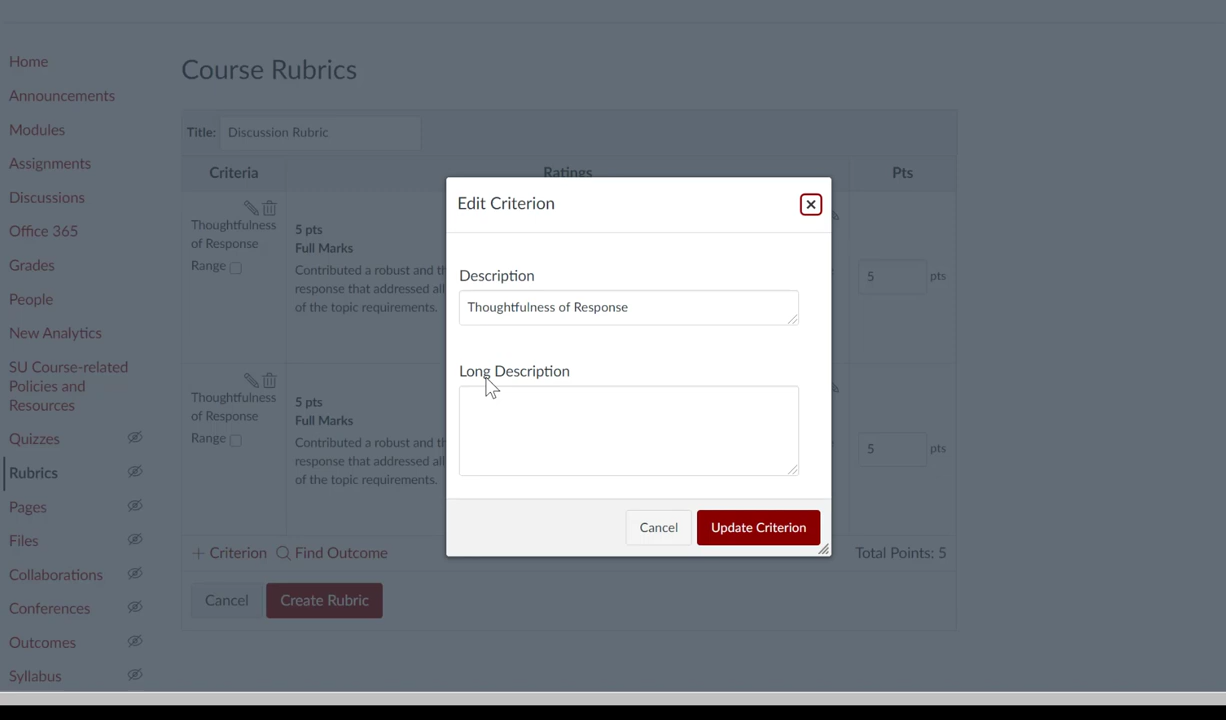 Home
Announcements
Modules
Assignments
Discussions
Office 365
Grades
People
New Analytics
SU Course-related
Policies and
Resources
Quizzes
Rubrics
Pages
Files
Collaborations
Conferences
Outcomes
Syllabus
Course Rubrics
Title: Discussion Rubric
Criteria
Ratings
Pts
Thoughtfulness
of Response
Range
5 pts
Full Marks
Contributed a robust and
response that addressed
of the topic requirements.
5 pts
Thoughtfulness
of Response
Range
5 pts
Full Marks
Contributed a robust and
response that addressed
of the topic requirements.
5 pts
+ Criterion Find Outcome
Total Points: 5
Cancel Create Rubric
Edit Criterion
Description
Thoughtfulness of Response
Long Description
Cancel Update Criterion